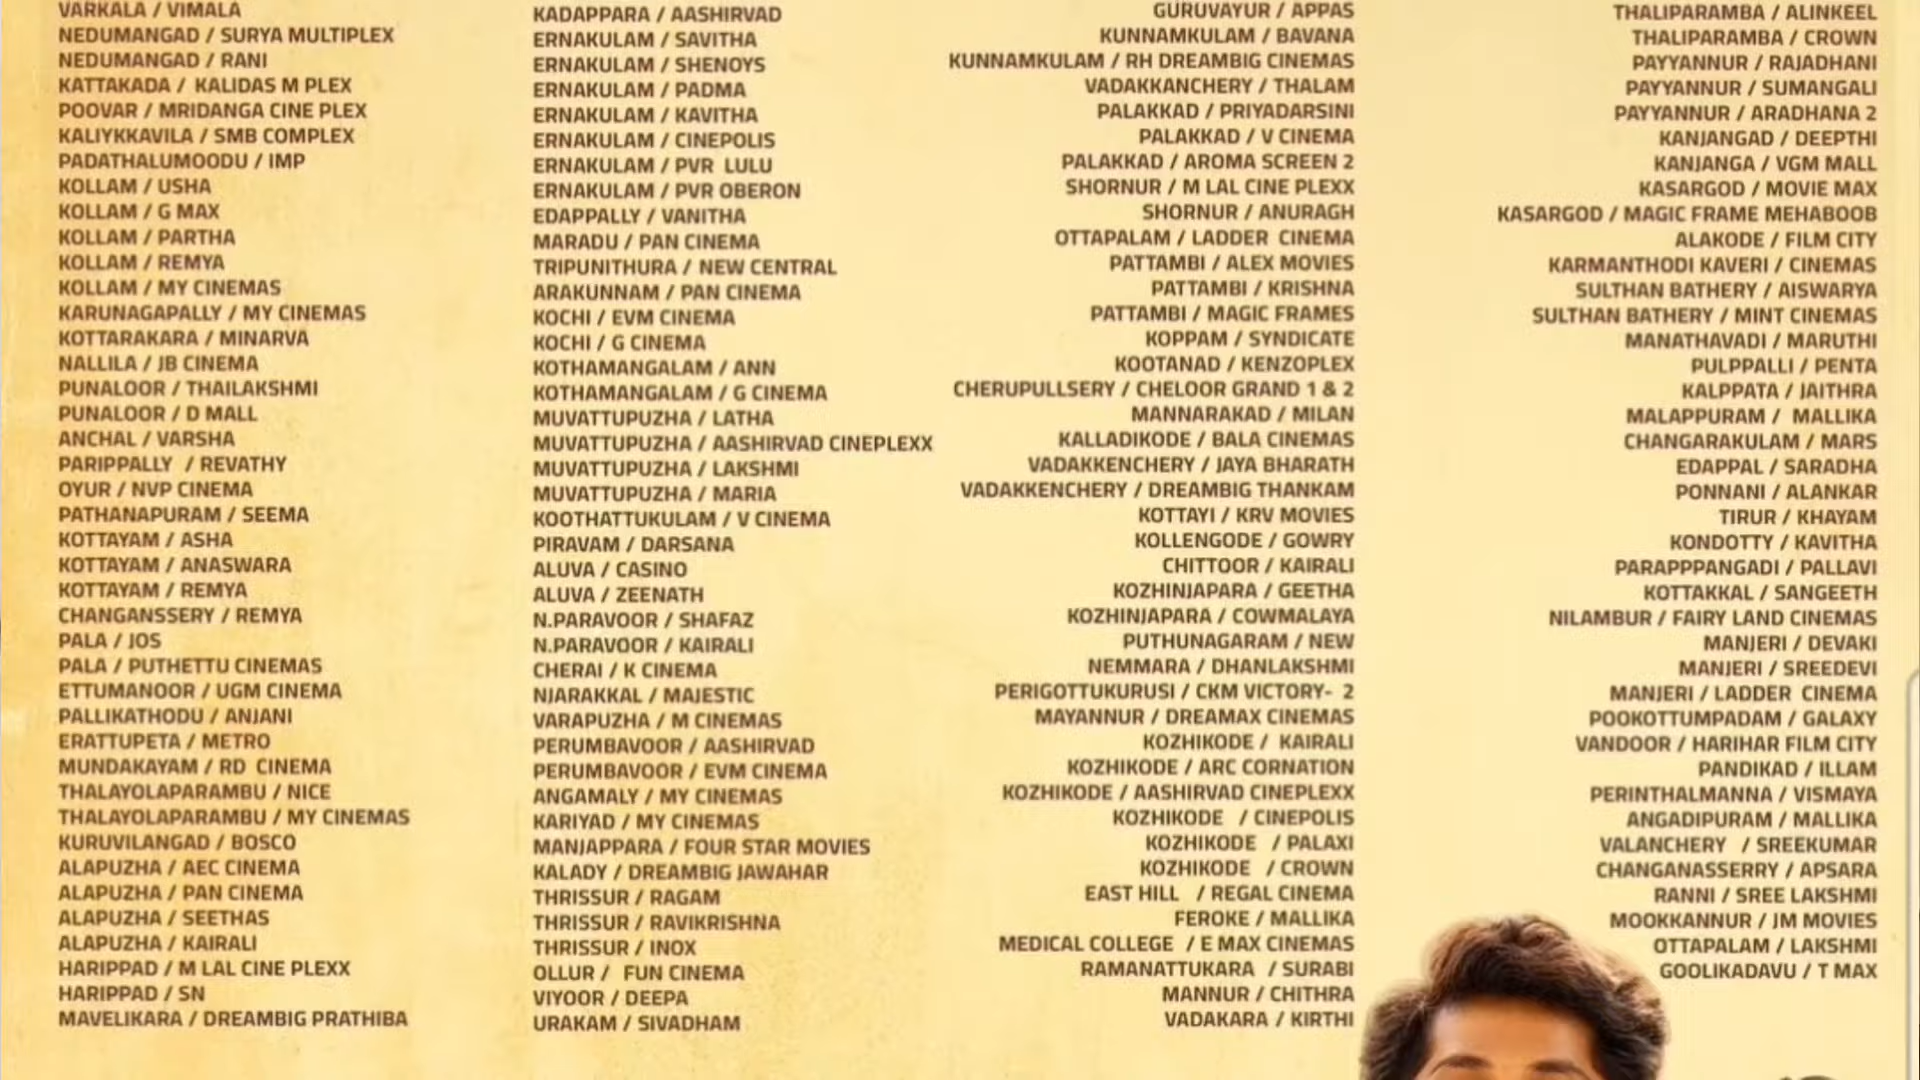 VARKALA / VIMALA
NEDUMANGAD / SURYA MULTIPLEX
NEDUMANGAD / RANI
KATTAKADA / KALIDAS M PLEX
POOVAR / MRIDANGA CINE PLEX
KALIYKKAVILA / SMB COMPLEX
PADATHALUMOODU / IMP
KOLLAM / USHA
KOLLAM / G MAX
KOLLAM / PARTHA
KOLLAM / REMYA
KOLLAM / MY CINEMAS
KARUNAGAPALLY / MY CINEMAS
KOTTARAKARA / MINARVA
NALLILA / JB CINEMA
PUNALOOR / THAILAKSHMI
PUNALOOR / D MALL
ANCHAL / VARSHA
PARIPPALLY / REVATHY
OYUR / NVP CINEMA
PATHANAPURAM / SEEMA
KOTTAYAM / ASHA
KOTTAYAM / ANASWARA
KOTTAYAM / REMYA
CHANGANSSERY / REMYA
PALA / JOS
PALA / PUTHETTU CINEMAS
ETTUMANOOR / UGM CINEMA
PALLIKATHODU / ANJANI
ERATTUPETA / METRO
MUNDAKAYAM / RD CINEMA
THALAYOLAPARAMBU / NICE
THALAYOLAPARAMBU / MY CINEMAS
KURUVILANGAD / BOSCO
ALAPUZHA / AEC CINEMA
ALAPUZHA / PAN CINEMA
ALAPUZHA / SEETHAS
ALAPUZHA / KAIRALI
HARIPPAD / M LAL CINE PLEXX
HARIPPAD / SN
MAVELIKARA / DREAMBIG PRATHIBA
KADAPPARA / AASHIRVAD
ERNAKULAM / SAVITHA
ERNAKULAM / SHENOYS
ERNAKULAM / PADMA
ERNAKULAM / KAVITHA
ERNAKULAM / CINEPOLIS
ERNAKULAM / PVR LULU
ERNAKULAM / PVR OBERON
EDAPPALLY / VANITHA
MARADU / PAN CINEMA
TRIPUNITHURA / NEW CENTRAL
ARAKUNNAM / PAN CINEMA
KOCHI / EVM CINEMA
KOCHI / G CINEMA
KOTHAMANGALAM / ANN
KOTHAMANGALAM / G CINEMA
MUVATTUPUZHA / LATHA
MUVATTUPUZHA / AASHIRVAD CINEPLEXX
MUVATTUPUZHA / LAKSHMI
MUVATTUPUZHA / MARIA
KOOTHATTUKULAM / V CINEMA
PIRAVAM / DARSANA
ALUVA / CASINO
ALUVA / ZEENATH
N.PARAVOOR / SHAFAZ
N.PARAVOOR / KAIRALI
CHERAI / K CINEMA
NJARAKKAL / MAJESTIC
VARAPUZHA / M CINEMAS
PERUMBAVOOR / AASHIRVAD
PERUMBAVOOR / EVM CINEMA
ANGAMALY / MY CINEMAS
KARIYAD / MY CINEMAS
MANJAPPARA / FOUR STAR MOVIES
KALADY / DREAMBIG JAWAHAR
THRISSUR / RAGAM
THRISSUR / RAVIKRISHNA
THRISSUR / INOX
OLLUR / FUN CINEMA
VIYOOR / DEEPA
URAKAM / SIVADHAM
GURUVAYUR / APPAS
KUNNAMKULAM / BAVANA
KUNNAMKULAM / RH DREAMBIG CINEMAS
VADAKKANCHERY / THALAM
PALAKKAD / PRIYADARSINI
PALAKKAD / V CINEMA
PALAKKAD / AROMA SCREEN 2
SHORNUR / M LAL CINE PLEXX
SHORNUR / ANURAGH
OTTAPALAM / LADDER CINEMA
PATTAMBI / ALEX MOVIES
PATTAMBI / KRISHNA
PATTAMBI / MAGIC FRAMES
KOPPAM / SYNDICATE
KOOTANAD / KENZOPLEX
CHERUPULLSERY / CHELOOR GRAND 1 & 2
MANNARAKAD / MILAN
KALLADIKODE / BALA CINEMAS
VADAKKENCHERY / JAYA BHARATH
VADAKKENCHERY / DREAMBIG THANKAM
KOTTAYI / KRV MOVIES
KOLLENGODE / GOWRY
CHITTOOR / KAIRALI
KOZHINJAPARA / GEETHA
KOZHINJAPARA / COWMALAYA
PUTHUNAGARAM / NEW
NEMMARA / DHANLAKSHMI
PERIGOTTUKURUSI / CKM VICTORY- 2
MAYANNUR / DREAMAX CINEMAS
KOZHIKODE / KAIRALI
KOZHIKODE / ARC CORNATION
KOZHIKODE / AASHIRVAD CINEPLEXX
KOZHIKODE / CINEPOLIS
KOZHIKODE / PALAXI
KOZHIKODE / CROWN
EAST HILL / REGAL CINEMA
FEROKE / MALLIKA
MEDICAL COLLEGE / E MAX CINEMAS
RAMANATTUKARA / SURABI
MANNUR / CHITHRA
VADAKARA / KIRTHI
THALIPARAMBA / ALINKEEL
THALIPARAMBA / CROWN
PAYYANNUR / RAJADHANI
PAYYANNUR / SUMANGALI
PAYYANNUR / ARADHANA 2
KANJANGAD / DEEPTHI
KANJANGA / VGM MALL
KASARGOD / MOVIE MAX
KASARGOD / MAGIC FRAME MEHABOOB
ALAKODE / FILM CITY
KARMANTHODI KAVERI / CINEMAS
SULTHAN BATHERY / AISWARYA
SULTHAN BATHERY / MINT CINEMAS
MANATHAVADI / MARUTHI
PULPPALLI / PENTA
KALPPATA / JAITHRA
MALAPPURAM / MALLIKA
CHANGARAKULAM / MARS
EDAPPAL / SARADHA
PONNANI / ALANKAR
TIRUR / KHAYAM
KONDOTTY / KAVITHA
PARAPPPANGADI / PALLAVI
KOTTAKKAL / SANGEETH
NILAMBUR / FAIRY LAND CINEMAS
MANJERI / DEVAKI
MANJERI / SREEDEVI
MANJERI / LADDER CINEMA
POOKOTTUMPADAM / GALAXY
VANDOOR / HARIHAR FILM CITY
PANDIKAD / ILLAM
PERINTHALMANNA / VISMAYA
ANGADIPURAM / MALLIKA
VALANCHERY / SREEKUMAR
CHANGANASSERRY / APSARA
RANNI / SREE LAKSHMI
MOOKKANNUR / JM MOVIES
OTTAPALAM / LAKSHMI
GOOLIKADAVU / T MAX